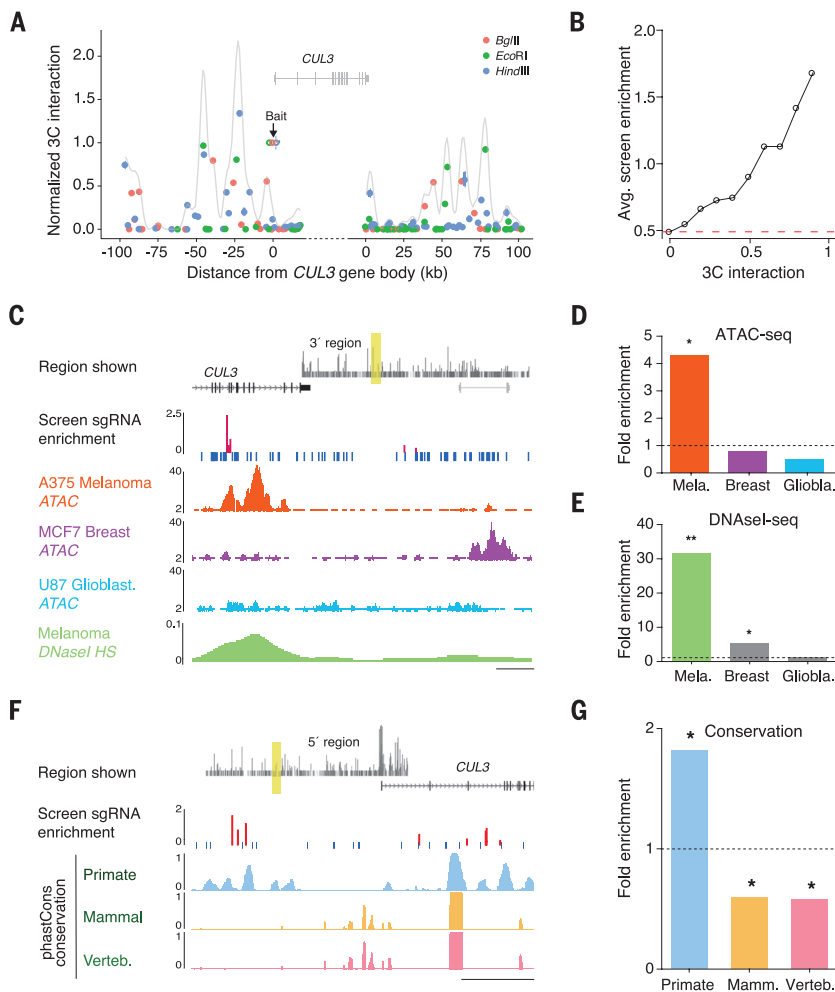 A
Normalized 3C interaction
2.0
1.5
1.0
0.5
0.0
CUL3
Bait
BglII
EcoRI
HindIII
-100
-75
-50
-25
0
0
25
50
75
100
Distance from CUL3 gene body (kb)
B
Avg. screen enrichment
2.0
1.5
1.0
0.5
0
0.5
1
3C interaction
C
3´ region
Region shown
CUL3
Screen sgRNA
enrichment
2.5
0
A375 Melanoma
ATAC
40
2
MCF7 Breast
ATAC
40
2
U87 Glioblast.
ATAC
40
2
Melanoma
DNaseI HS
0.1
0
D
ATAC-seq
Fold enrichment
5
4
3
2
1
0
*
Mela.
Breast
Gliobla.
E
DNAseI-seq
Fold enrichment
40
30
20
10
0
**
*
Mela.
Breast
Gliobla.
F
5´ region
Region shown
CUL3
Screen sgRNA
enrichment
2
0
phastCons
conservation
Primate
1
0
Mammal
1
0
Verteb.
1
0
G
Conservation
Fold enrichment
2
1
0
*
*
*
Primate
Mamm.
Verteb.